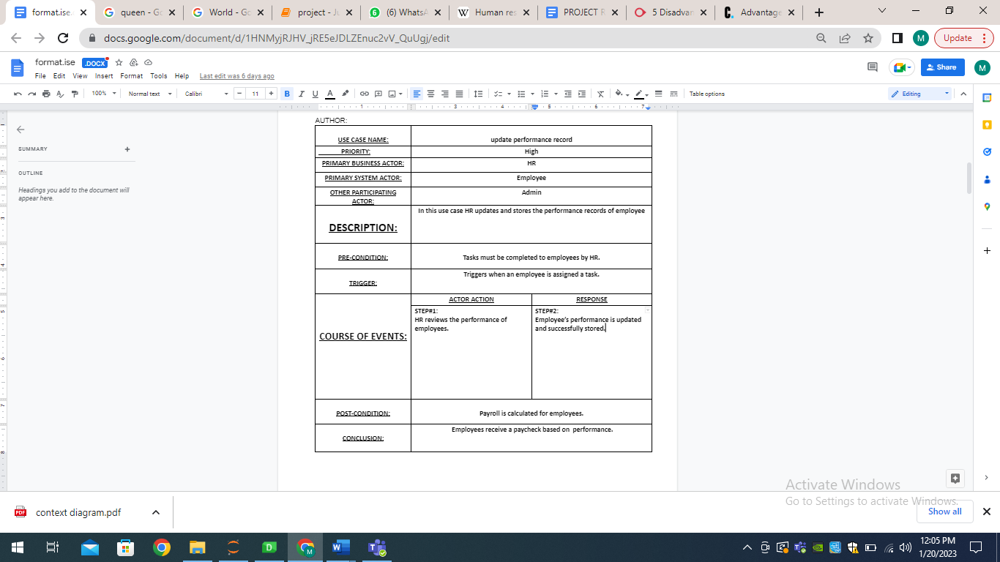 format.ise.
queen - Go
World - Go
project - Ju
(6) WhatsA
Human res
PROJECT R
5 Disadvan
Advantage
docs.google.com/document/d/1HNMyjRJHV_jRE5eJDLZEnuc2vV_QuUgj/edit
M
Update
format.ise .DOCX
File Edit View Insert Format Tools Help Last edit was 6 days ago
Share
M
100% Normal text Calibri - 11 + B I U A Table options Editing
1 3 4 5 6 7
SUMMARY +
OUTLINE
Headings you add to the document will
appear here.
AUTHOR:
USE CASE NAME: update performance record
PRIORITY: High
PRIMARY BUSINESS ACTOR: HR
PRIMARY SYSTEM ACTOR: Employee
OTHER PARTICIPATING Admin
ACTOR:
In this use case HR updates and stores the performance records of employee
DESCRIPTION:
PRE-CONDITION: Tasks must be completed to employees by HR.
Triggers when an employee is assigned a task.
TRIGGER:
ACTOR ACTION RESPONSE
COURSE OF EVENTS:
STEP#1:
HR reviews the performance of
employees.
STEP#2:
Employee's performance is updated
and successfully stored.
POST-CONDITION: Payroll is calculated for employees.
Employees receive a paycheck based on  performance.
CONCLUSION:
Activate Windows
Go to Settings to activate Windows.
PDF context diagram.pdf
Show all
12:05 PM
1/20/2023